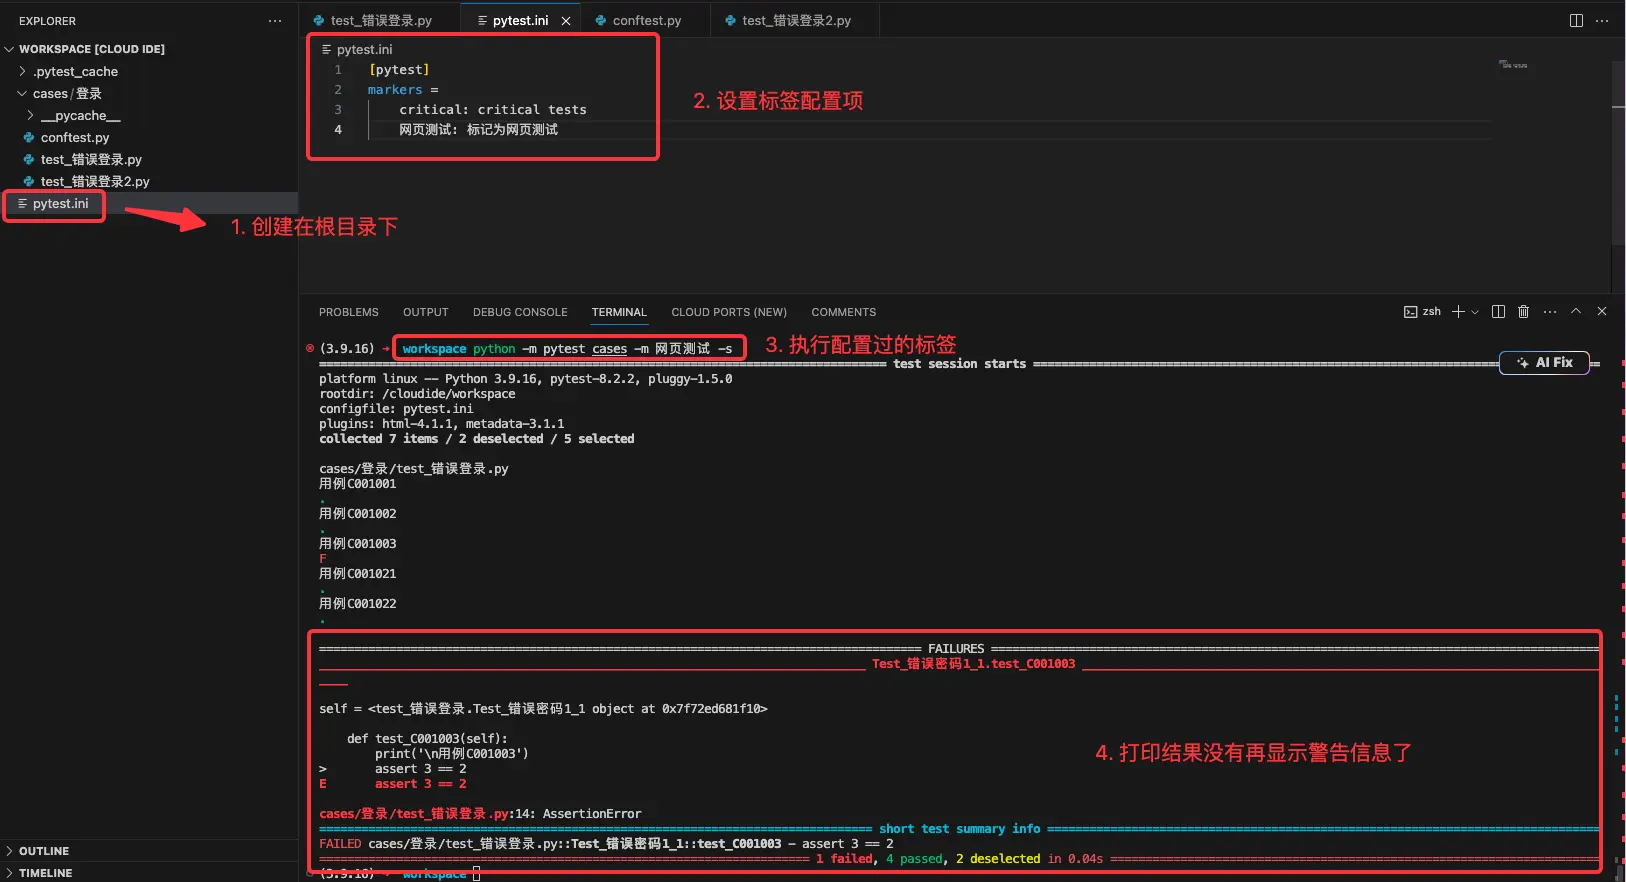 EXPLORER
WORKSPACE [CLOUD IDE]
.pytest_cache
cases/登录
__pycache__
conftest.py
test_错误登录.py
test_错误登录2.py
pytest.ini
1. 创建在根目录下
OUTLINE
TIMELINE
test_错误登录.py
pytest.ini
conftest.py
test_错误登录2.py
pytest.ini
1 [pytest]
2 markers =
3 critical: critical tests
4 网页测试: 标记为网页测试
2. 设置标签配置项
PROBLEMS OUTPUT DEBUG CONSOLE TERMINAL CLOUD PORTS (NEW) COMMENTS
zsh
(3.9.16) → workspace python -m pytest cases -m 网页测试 -s
3. 执行配置过的标签
test session starts
AI Fix
platform linux -- Python 3.9.16, pytest-8.2.2, pluggy-1.5.0
rootdir: /cloudide/workspace
configfile: pytest.ini
plugins: html-4.1.1, metadata-3.1.1
collected 7 items / 2 deselected / 5 selected
cases/登录/test_错误登录.py
用例C001001
.
用例C001002
.
用例C001003
F
用例C001021
.
用例C001022
.
FAILURES
Test_错误密码1_1.test_C001003
self = <test_错误登录.Test_错误密码1_1 object at 0x7f72ed681f10>
def test_C001003(self):
print('\n用例C001003')
> assert 3 == 2
E assert 3 == 2
4. 打印结果没有再显示警告信息了
cases/登录/test_错误登录.py:14: AssertionError
short test summary info
FAILED cases/登录/test_错误登录.py::Test_错误密码1_1::test_C001003 - assert 3 == 2
1 failed, 4 passed, 2 deselected in 0.04s
(3.9.16) → workspace